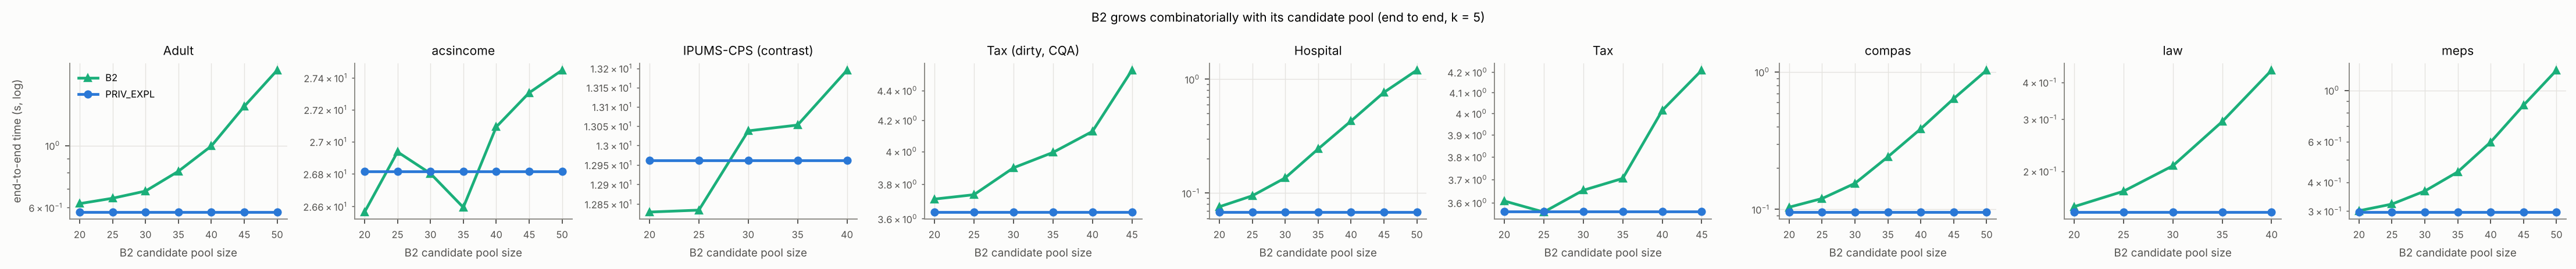 B2 grows combinatorially with its candidate pool (end to end, k = 5)
Adult
end-to-end time (s, log)
10⁰
6 × 10⁻¹
B2
PRIV_EXPL
20 25 30 35 40 45 50
B2 candidate pool size
acsincome
2.74 × 10¹
2.72 × 10¹
2.70 × 10¹
2.68 × 10¹
2.66 × 10¹
20 25 30 35 40 45 50
B2 candidate pool size
IPUMS-CPS (contrast)
1.32 × 10¹
1.315 × 10¹
1.31 × 10¹
1.305 × 10¹
1.3 × 10¹
1.295 × 10¹
1.29 × 10¹
1.285 × 10¹
20 25 30 35 40
B2 candidate pool size
Tax (dirty, CQA)
4.4 × 10⁰
4.2 × 10⁰
4 × 10⁰
3.8 × 10⁰
3.6 × 10⁰
20 25 30 35 40 45
B2 candidate pool size
Hospital
10⁰
10⁻¹
20 25 30 35 40 45 50
B2 candidate pool size
Tax
4.2 × 10⁰
4.1 × 10⁰
4 × 10⁰
3.9 × 10⁰
3.8 × 10⁰
3.7 × 10⁰
3.6 × 10⁰
20 25 30 35 40 45
B2 candidate pool size
compas
10⁰
10⁻¹
20 25 30 35 40 45 50
B2 candidate pool size
law
4 × 10⁻¹
3 × 10⁻¹
2 × 10⁻¹
20 25 30 35 40
B2 candidate pool size
meps
10⁰
6 × 10⁻¹
4 × 10⁻¹
3 × 10⁻¹
20 25 30 35 40 45 50
B2 candidate pool size